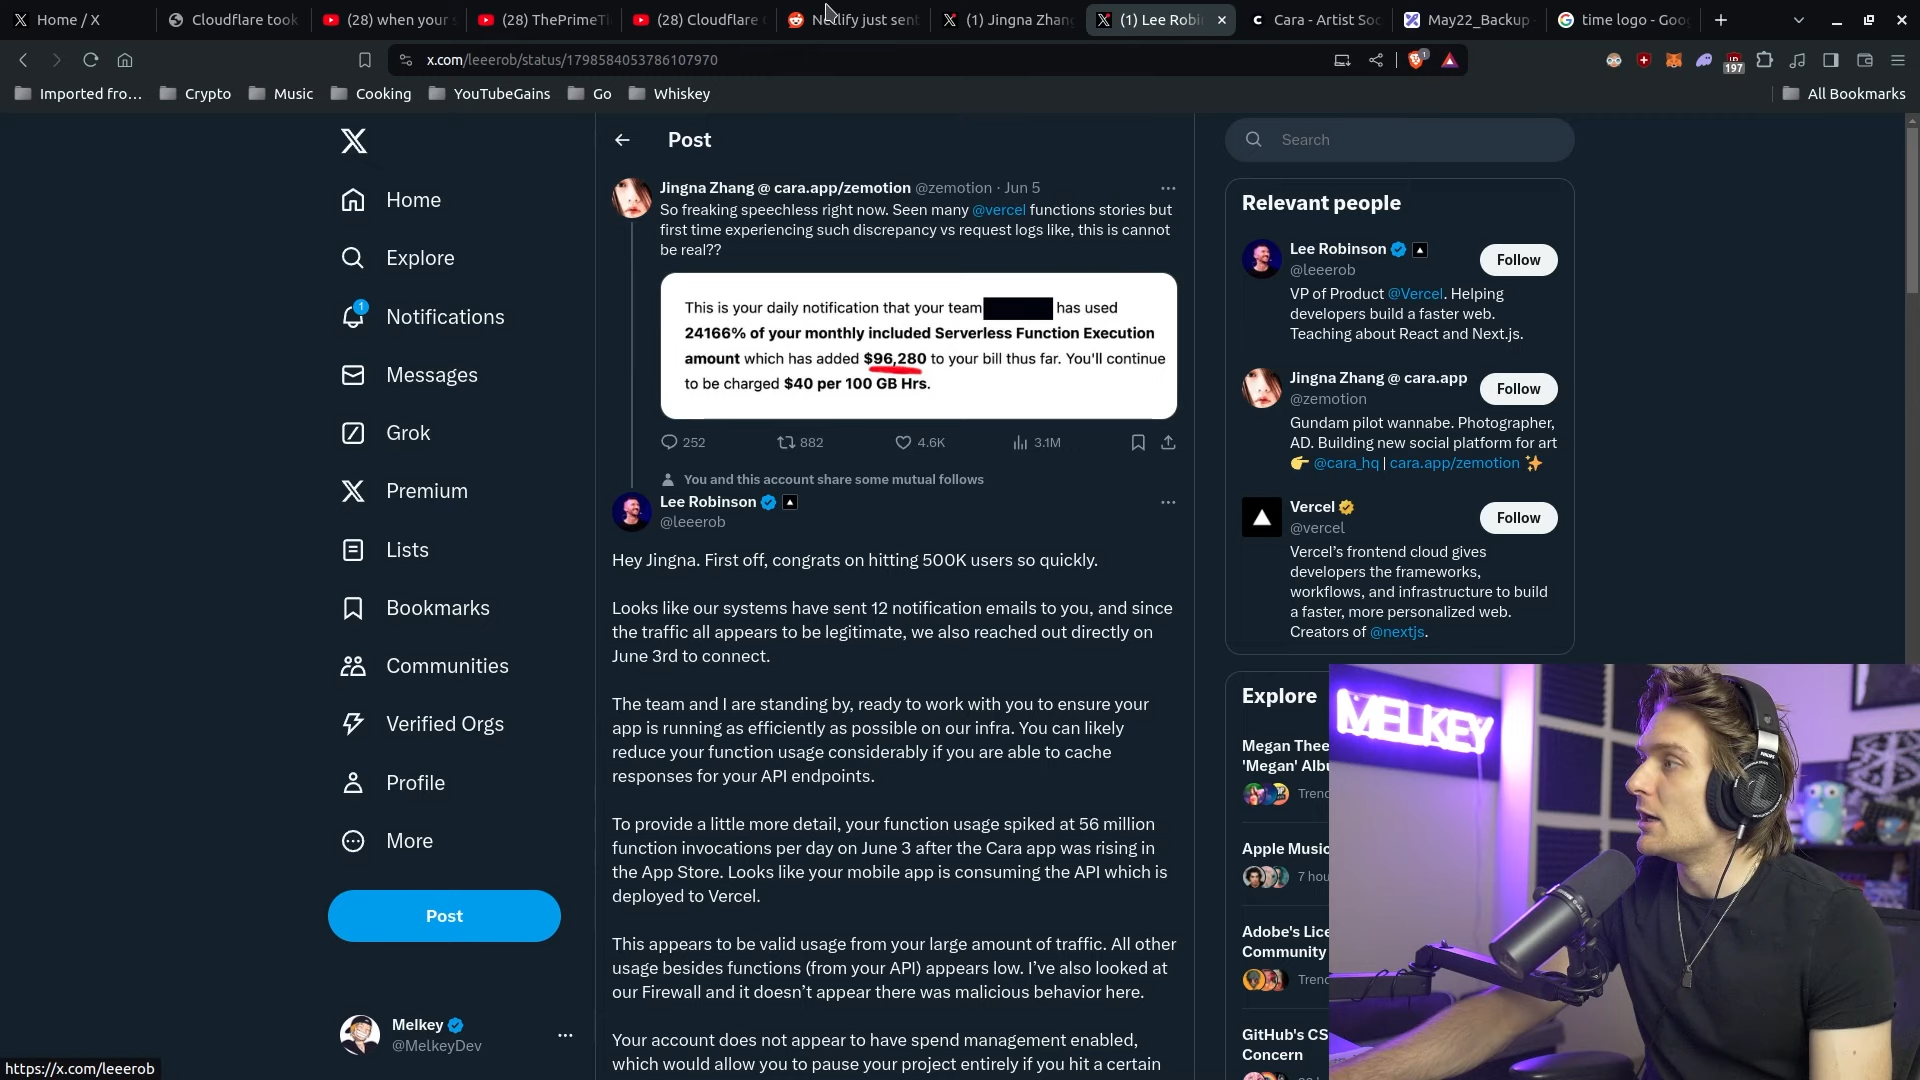 Home / X
Cloudflare took
(28) when your s
(28) ThePrimeTi
(28) Cloudflare
Netlify just sent
(1) Jingna Zhang
(1) Lee Robin
Cara - Artist Soc
May22_Backup
time logo - Goo
x.com/leeerob/status/1798584053786107970
1
197
Imported fro…
Crypto
Music
Cooking
YouTubeGains
Go
Whiskey
All Bookmarks
Home
Explore
1
Notifications
Messages
Grok
Premium
Lists
Bookmarks
Communities
Verified Orgs
Profile
More
Post
Melkey
@MelkeyDev
https://x.com/leeerob
Post
Jingna Zhang @ cara.app/zemotion @zemotion · Jun 5
So freaking speechless right now. Seen many @vercel functions stories but
first time experiencing such discrepancy vs request logs like, this is cannot
be real??
This is your daily notification that your team has used
24166% of your monthly included Serverless Function Execution
amount which has added $96,280 to your bill thus far. You'll continue
to be charged $40 per 100 GB Hrs.
252
882
4.6K
3.1M
You and this account share some mutual follows
Lee Robinson
@leeerob
Hey Jingna. First off, congrats on hitting 500K users so quickly.
Looks like our systems have sent 12 notification emails to you, and since
the traffic all appears to be legitimate, we also reached out directly on
June 3rd to connect.
The team and I are standing by, ready to work with you to ensure your
app is running as efficiently as possible on our infra. You can likely
reduce your function usage considerably if you are able to cache
responses for your API endpoints.
To provide a little more detail, your function usage spiked at 56 million
function invocations per day on June 3 after the Cara app was rising in
the App Store. Looks like your mobile app is consuming the API which is
deployed to Vercel.
This appears to be valid usage from your large amount of traffic. All other
usage besides functions (from your API) appears low. I’ve also looked at
our Firewall and it doesn’t appear there was malicious behavior here.
Your account does not appear to have spend management enabled,
which would allow you to pause your project entirely if you hit a certain
Search
Relevant people
Lee Robinson
@leeerob
Follow
VP of Product @Vercel. Helping
developers build a faster web.
Teaching about React and Next.js.
Jingna Zhang @ cara.app
@zemotion
Follow
Gundam pilot wannabe. Photographer,
AD. Building new social platform for art
👉 @cara_hq | cara.app/zemotion ✨
Vercel
@vercel
Follow
Vercel’s frontend cloud gives
developers the frameworks,
workflows, and infrastructure to build
a faster, more personalized web.
Creators of @nextjs.
Explore
Megan Thee
'Megan' Albu
Trend
Apple Music
7 hou
Adobe's Lice
Community
Trend
GitHub's CS
Concern
MELKEY